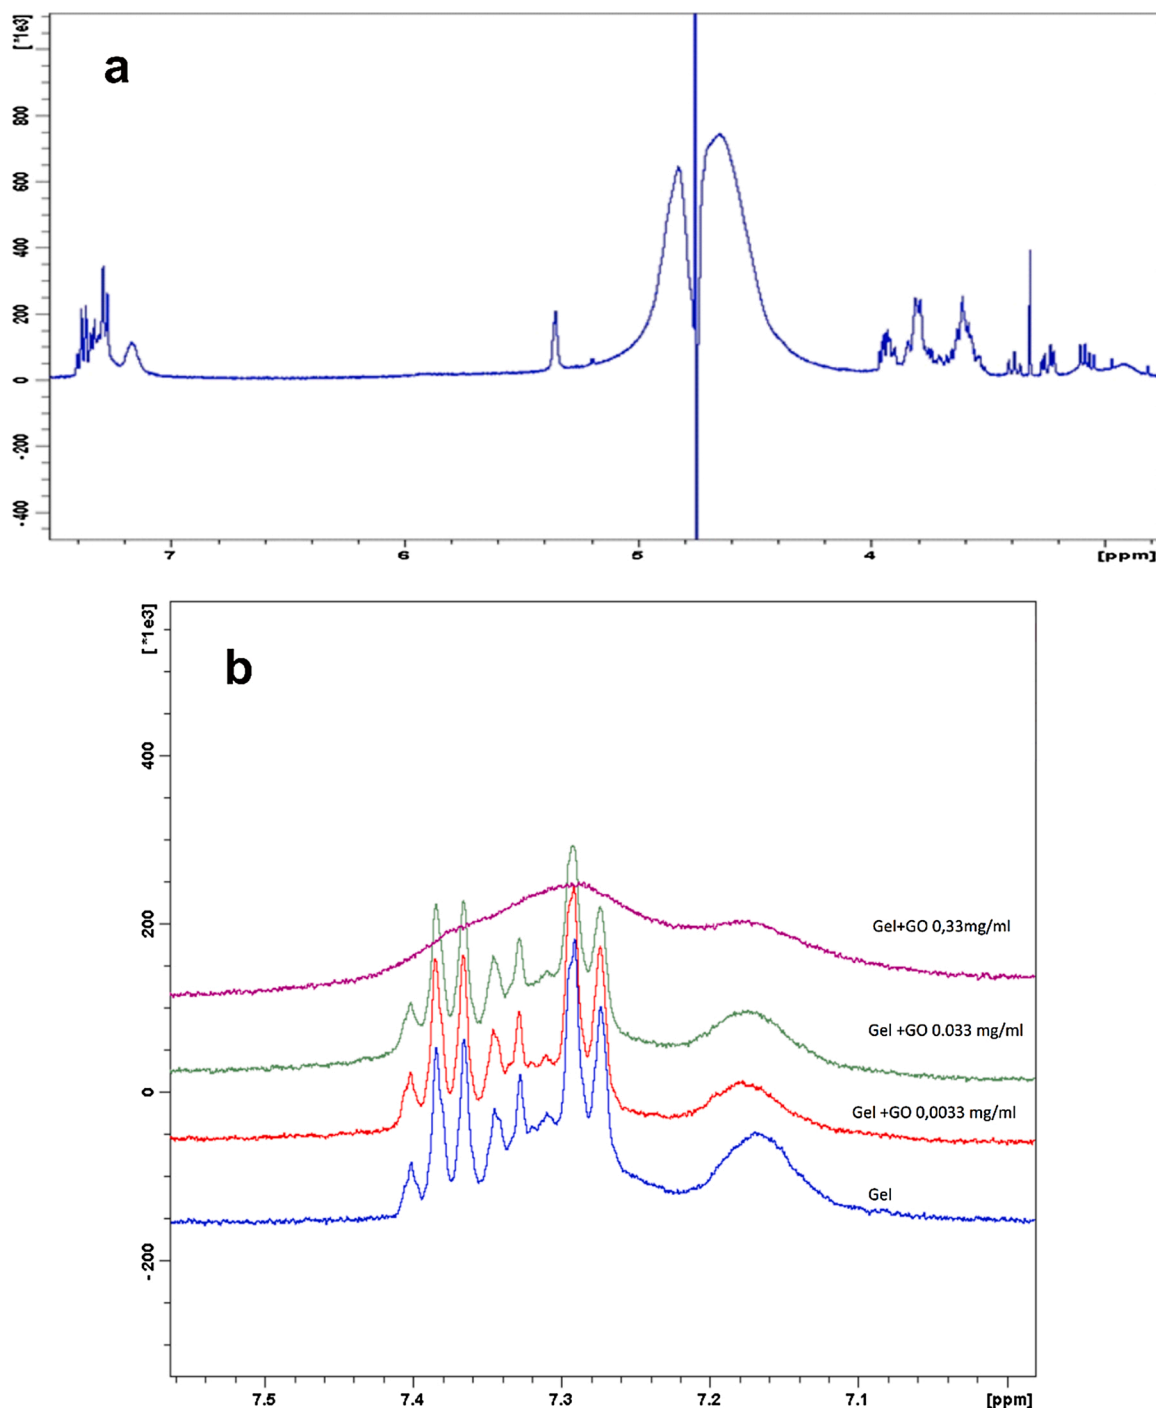 [*1e3]
a
800
600
400
200
0
-200
-400
7 6 5 4 [ppm]
[*1e3]
b
400
200
0
-200
Gel+GO 0,33mg/ml
Gel +GO 0.033 mg/ml
Gel +GO 0,0033 mg/ml
Gel
7.5 7.4 7.3 7.2 7.1 [ppm]